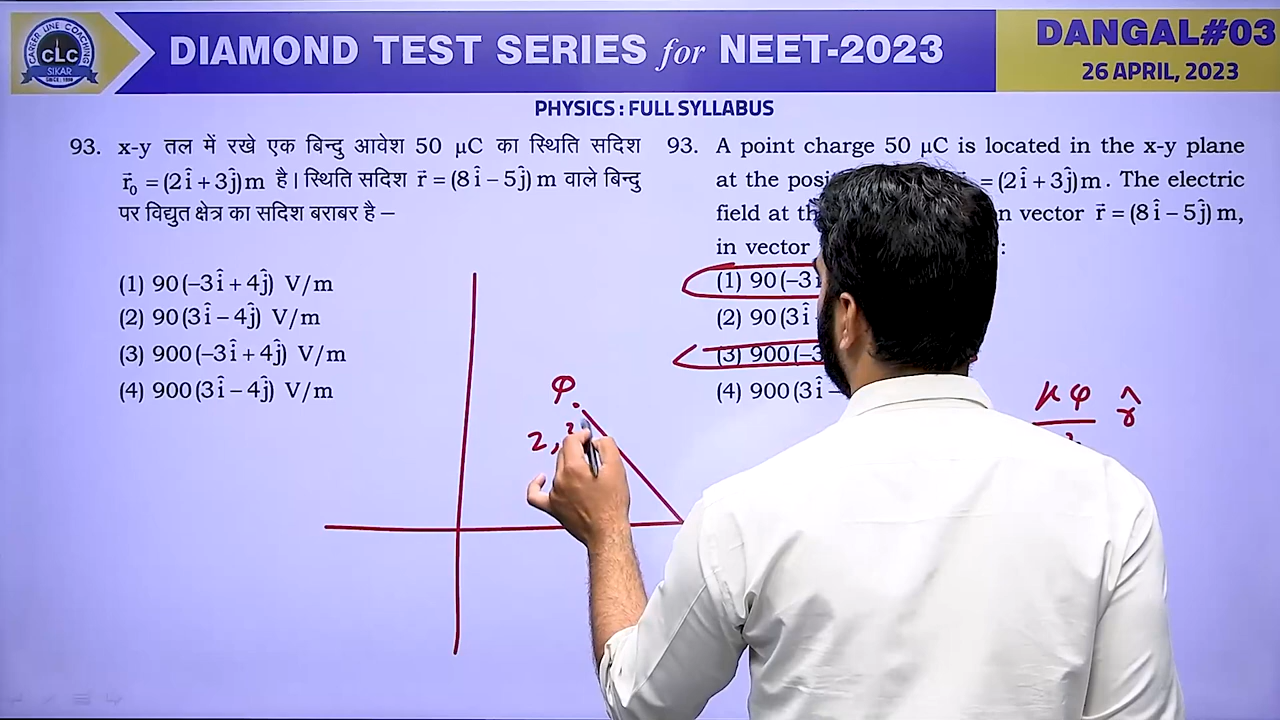 CAREER LINE COACHING
CLC
SIKAR
SINCE: 1996
DIAMOND TEST SERIES for NEET-2023
DANGAL#03
26 APRIL, 2023
PHYSICS : FULL SYLLABUS
93. x-y तल में रखे एक बिन्दु आवेश 50 μC का स्थिति सदिश
r⃗₀ = (2î + 3ĵ) m है। स्थिति सदिश r⃗ = (8î – 5ĵ) m वाले बिन्दु
पर विद्युत क्षेत्र का सदिश बराबर है –
(1) 90 (–3î + 4ĵ) V/m
(2) 90 (3î – 4ĵ) V/m
(3) 900 (–3î + 4ĵ) V/m
(4) 900 (3î – 4ĵ) V/m
93. A point charge 50 μC is located in the x-y plane
at the = (2î + 3ĵ) m. The electric
field at vector r⃗ = (8î – 5ĵ) m,
in vector :
(1) 90 (–3
(2) 90 (3î
(3) 900 (–3
(4) 900 (3î –
φ
2,
kφ r̂